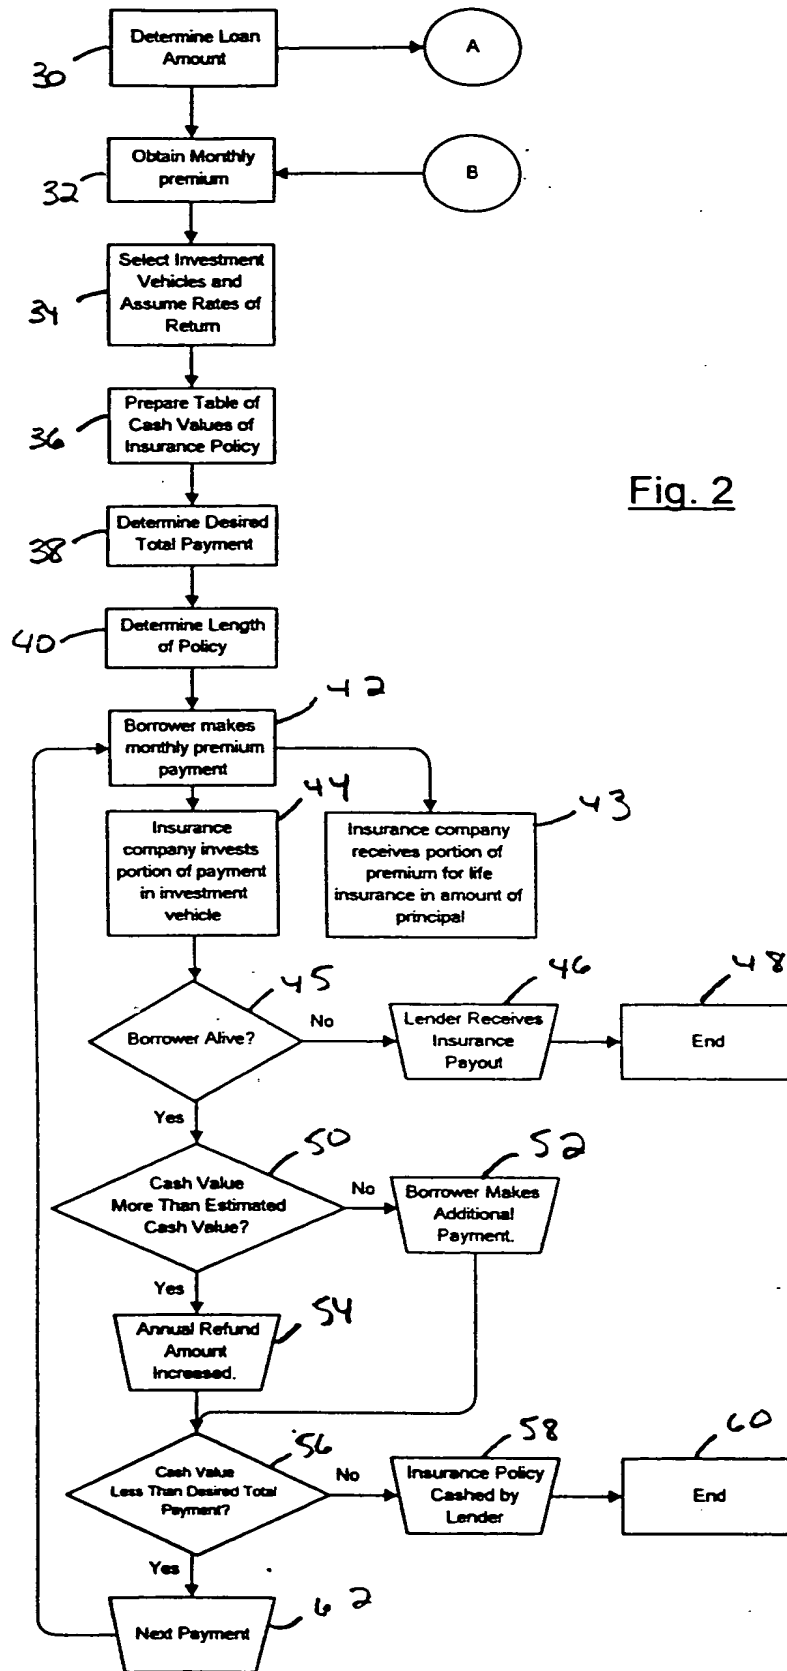 Determine Loan
Amount
A
30
Obtain Monthly
premium
B
32
Select Investment
Vehicles and
Assume Rates of
Return
34
Prepare Table of
Cash Values of
Insurance Policy
36
Fig. 2
Determine Desired
Total Payment
38
Determine Length
of Policy
40
42
Borrower makes
monthly premium
payment
44
43
Insurance
company invests
portion of payment
in investment
vehicle
Insurance company
receives portion of
premium for life
insurance in amount of
principal
45
46
48
Borrower Alive?
No
Lender Receives
Insurance
Payout
End
Yes
50
52
Cash Value
More Than Estimated
Cash Value?
No
Borrower Makes
Additional
Payment.
Yes
54
Annual Refund
Amount
Increased.
56
58
60
Cash Value
Less Than Desired Total
Payment?
No
Insurance Policy
Cashed by
Lender
End
Yes
62
Next Payment